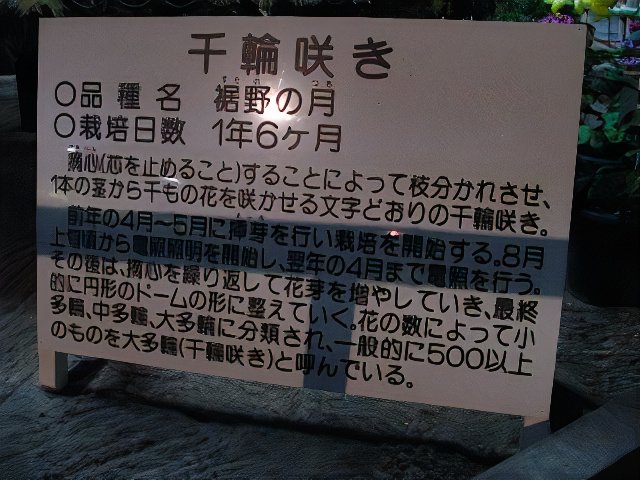 千輪咲き
〇品種名 裾野の月
〇栽培日数 1年6ケ月
摘心(芯を止めること)することによって枝分かれさせ、
1本の茎から千もの花を咲かせる文字どおりの千輪咲き。
前年の4月～5月に挿芽を行い栽培を開始する。8月
上旬頃から電照照明を開始し、翌年の4月まで電照を行う。
その後は、摘心を繰り返して花芽を増やしていき、最終
的に円形のドームの形に整えていく。花の数によって小
多輪、中多輪、大多輪に分類され、一般的に500以上
のものを大多輪(千輪咲き)と呼んでいる。